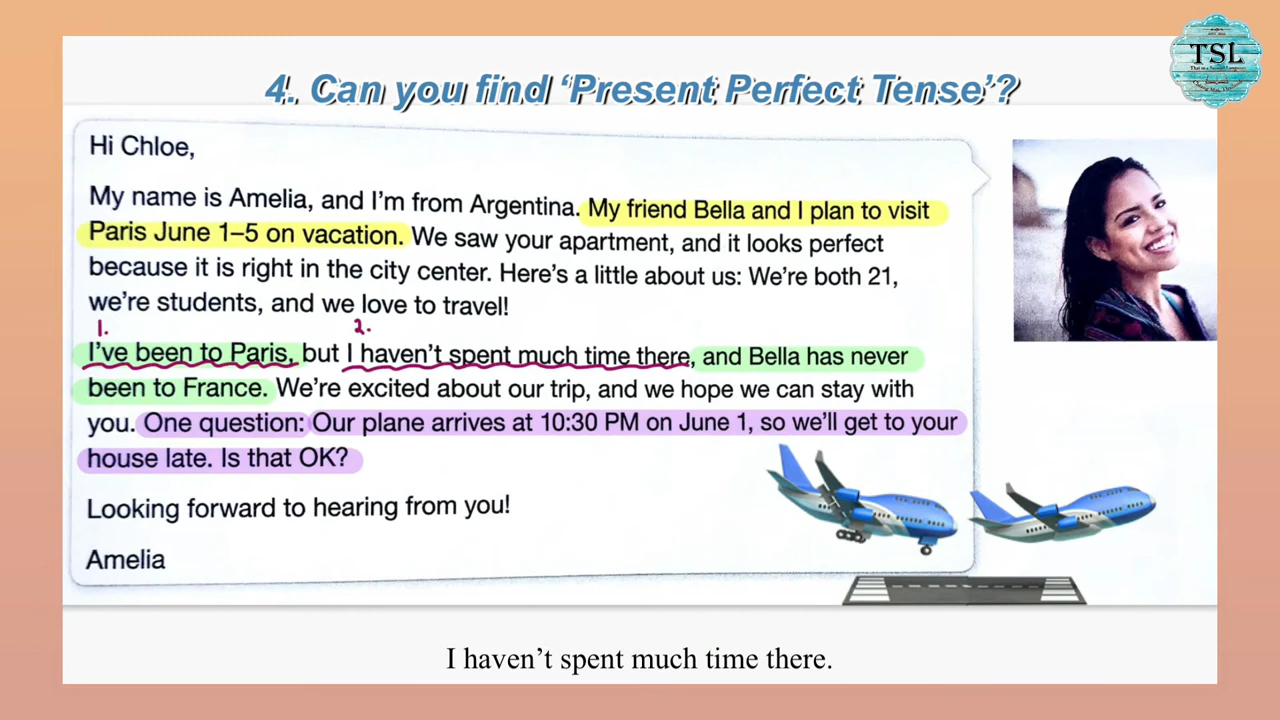 TSL
4. Can you find ‘Present Perfect Tense’?
Hi Chloe,
My name is Amelia, and I’m from Argentina. My friend Bella and I plan to visit
Paris June 1–5 on vacation. We saw your apartment, and it looks perfect
because it is right in the city center. Here’s a little about us: We’re both 21,
we’re students, and we love to travel!
1. 2.
I’ve been to Paris, but I haven’t spent much time there, and Bella has never
been to France. We’re excited about our trip, and we hope we can stay with
you. One question: Our plane arrives at 10:30 PM on June 1, so we’ll get to your
house late. Is that OK?
Looking forward to hearing from you!
Amelia
I haven’t spent much time there.